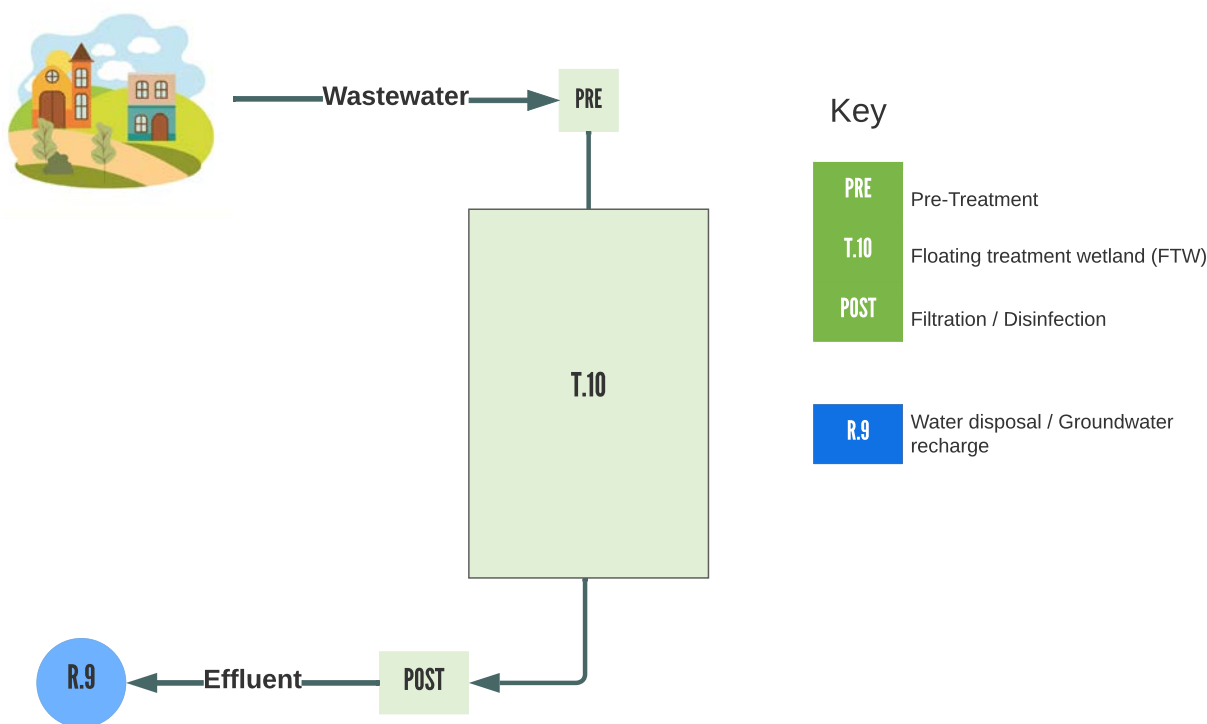 Wastewater
PRE
Key
PRE
Pre-Treatment
T.10
Floating treatment wetland (FTW)
POST
Filtration / Disinfection
T.10
R.9
Water disposal / Groundwater
recharge
R.9
Effluent
POST